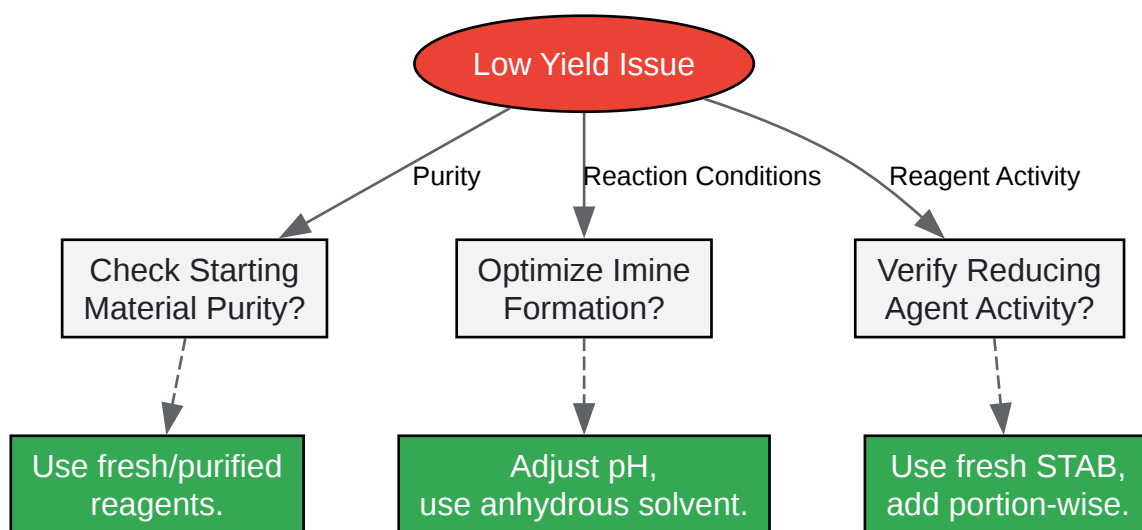 Low Yield Issue
Purity
Reaction Conditions
Reagent Activity
Check Starting
Material Purity?
Optimize Imine
Formation?
Verify Reducing
Agent Activity?
Use fresh/purified
reagents.
Adjust pH,
use anhydrous solvent.
Use fresh STAB,
add portion-wise.